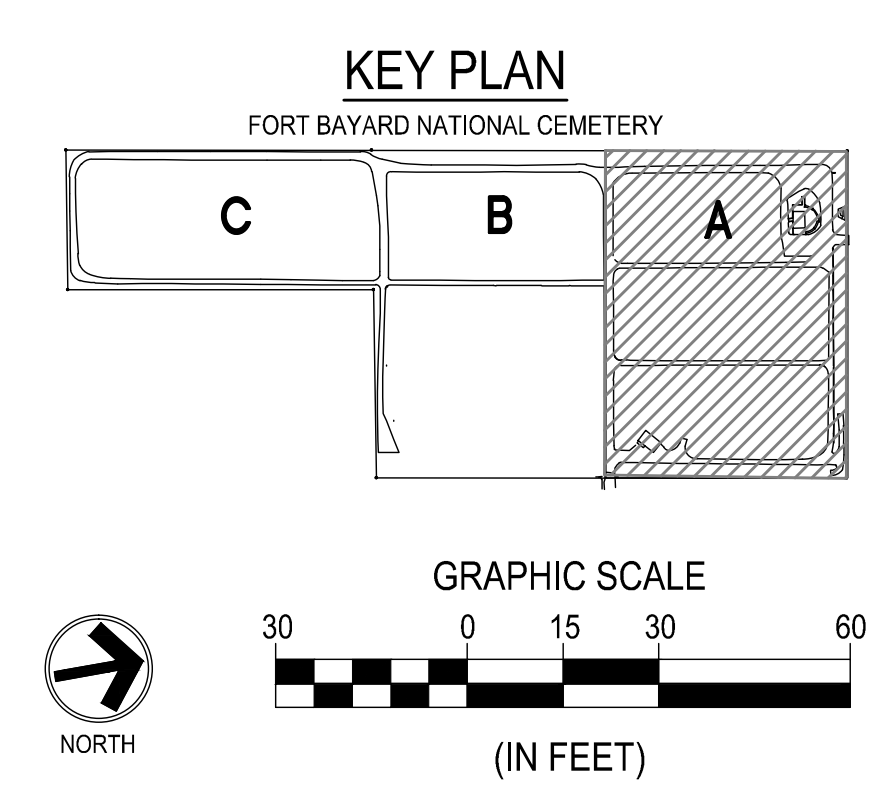 KEY PLAN
FORT BAYARD NATIONAL CEMETERY
C B A
GRAPHIC SCALE
30 0 15 30 60
(IN FEET)
NORTH